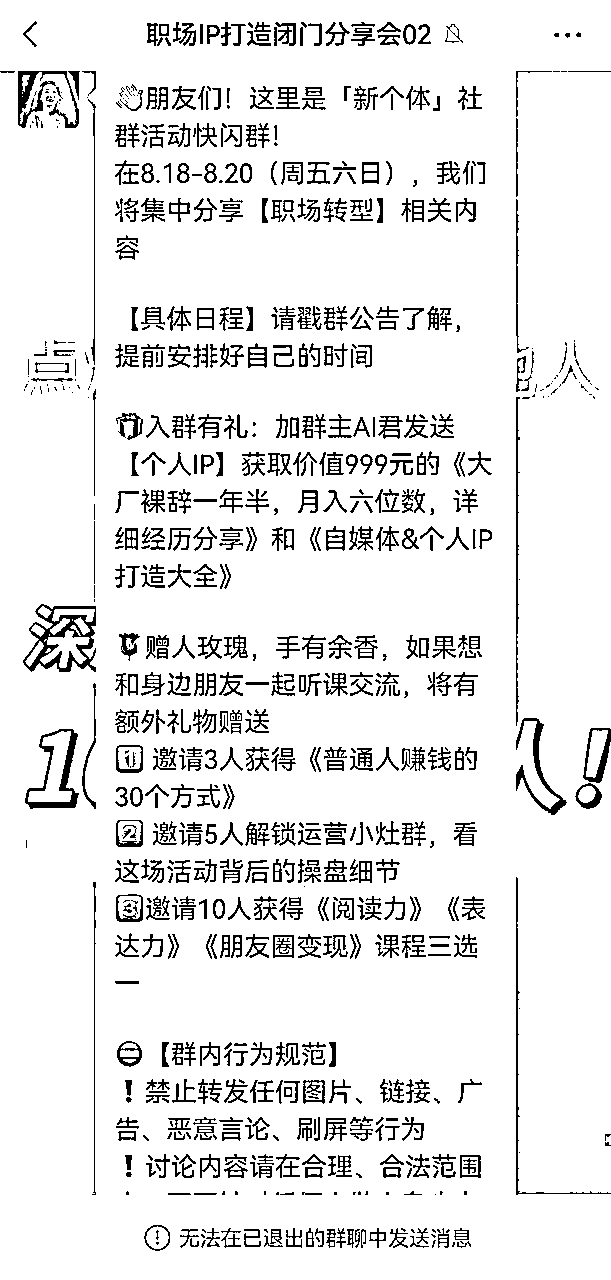 职场IP打造闭门分享会02
👋朋友们！这里是「新个体」社
群活动快闪群！
在8.18-8.20（周五六日），我们
将集中分享【职场转型】相关内
容
【具体日程】请戳群公告了解，
提前安排好自己的时间
🎁入群有礼：加群主AI君发送
【个人IP】获取价值999元的《大
厂裸辞一年半，月入六位数，详
细经历分享》和《自媒体&个人IP
打造大全》
🌹赠人玫瑰，手有余香，如果想
和身边朋友一起听课交流，将有
额外礼物赠送
1️⃣ 邀请3人获得《普通人赚钱的
30个方式》
2️⃣ 邀请5人解锁运营小灶群，看
这场活动背后的操盘细节
3️⃣邀请10人获得《阅读力》《表
达力》《朋友圈变现》课程三选
一
⛔【群内行为规范】
❗禁止转发任何图片、链接、广
告、恶意言论、刷屏等行为
❗讨论内容请在合理、合法范围
点
人
深
人!
无法在已退出的群聊中发送消息